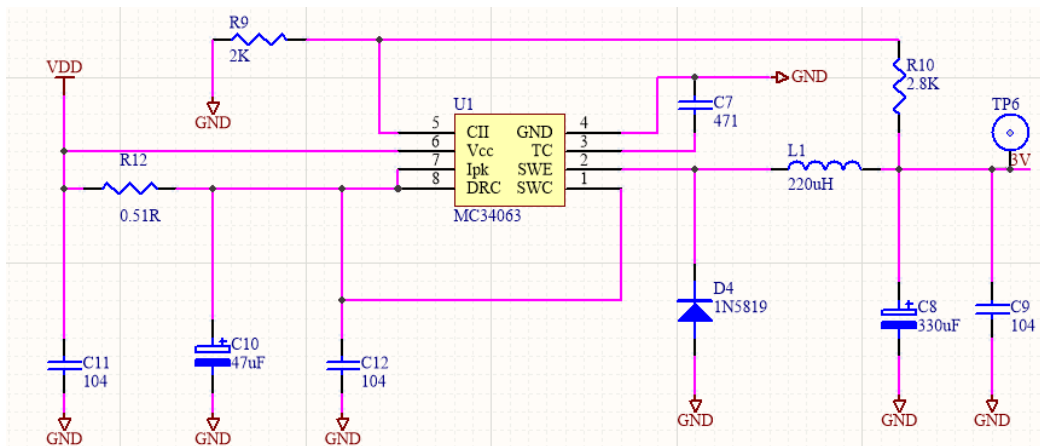 R9
2K
GND
VDD
R12
0.51R
U1
5 CII GND 4
6 Vcc TC 3
7 Ipk SWE 2
8 DRC SWC 1
MC34063
GND
C7
471
R10
2.8K
TP6
3V
L1
220uH
D4
1N5819
C8
330uF
C9
104
C11
104
C10
47uF
C12
104
GND
GND
GND
GND
GND
GND